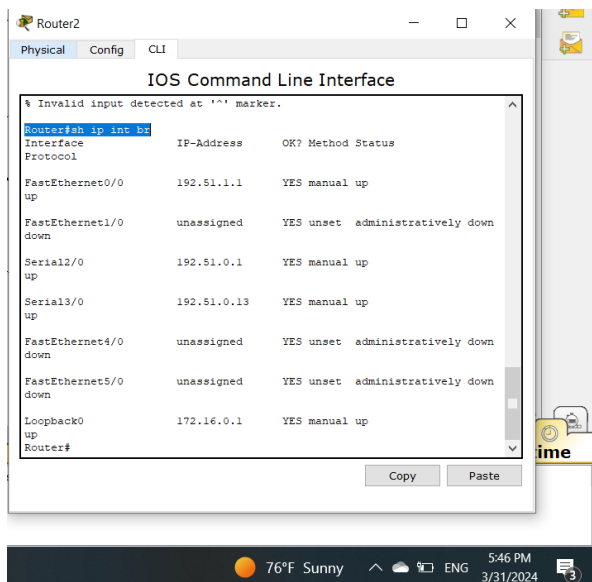 Router2
Physical Config CLI
IOS Command Line Interface
% Invalid input detected at '^' marker.
Router#sh ip int br
Interface IP-Address OK? Method Status
Protocol
FastEthernet0/0 192.51.1.1 YES manual up
up
FastEthernet1/0 unassigned YES unset administratively down
down
Serial2/0 192.51.0.1 YES manual up
up
Serial3/0 192.51.0.13 YES manual up
up
FastEthernet4/0 unassigned YES unset administratively down
down
FastEthernet5/0 unassigned YES unset administratively down
down
Loopback0 172.16.0.1 YES manual up
up
Router#
Copy Paste
ime
76°F Sunny ENG 5:46 PM
3/31/2024 3